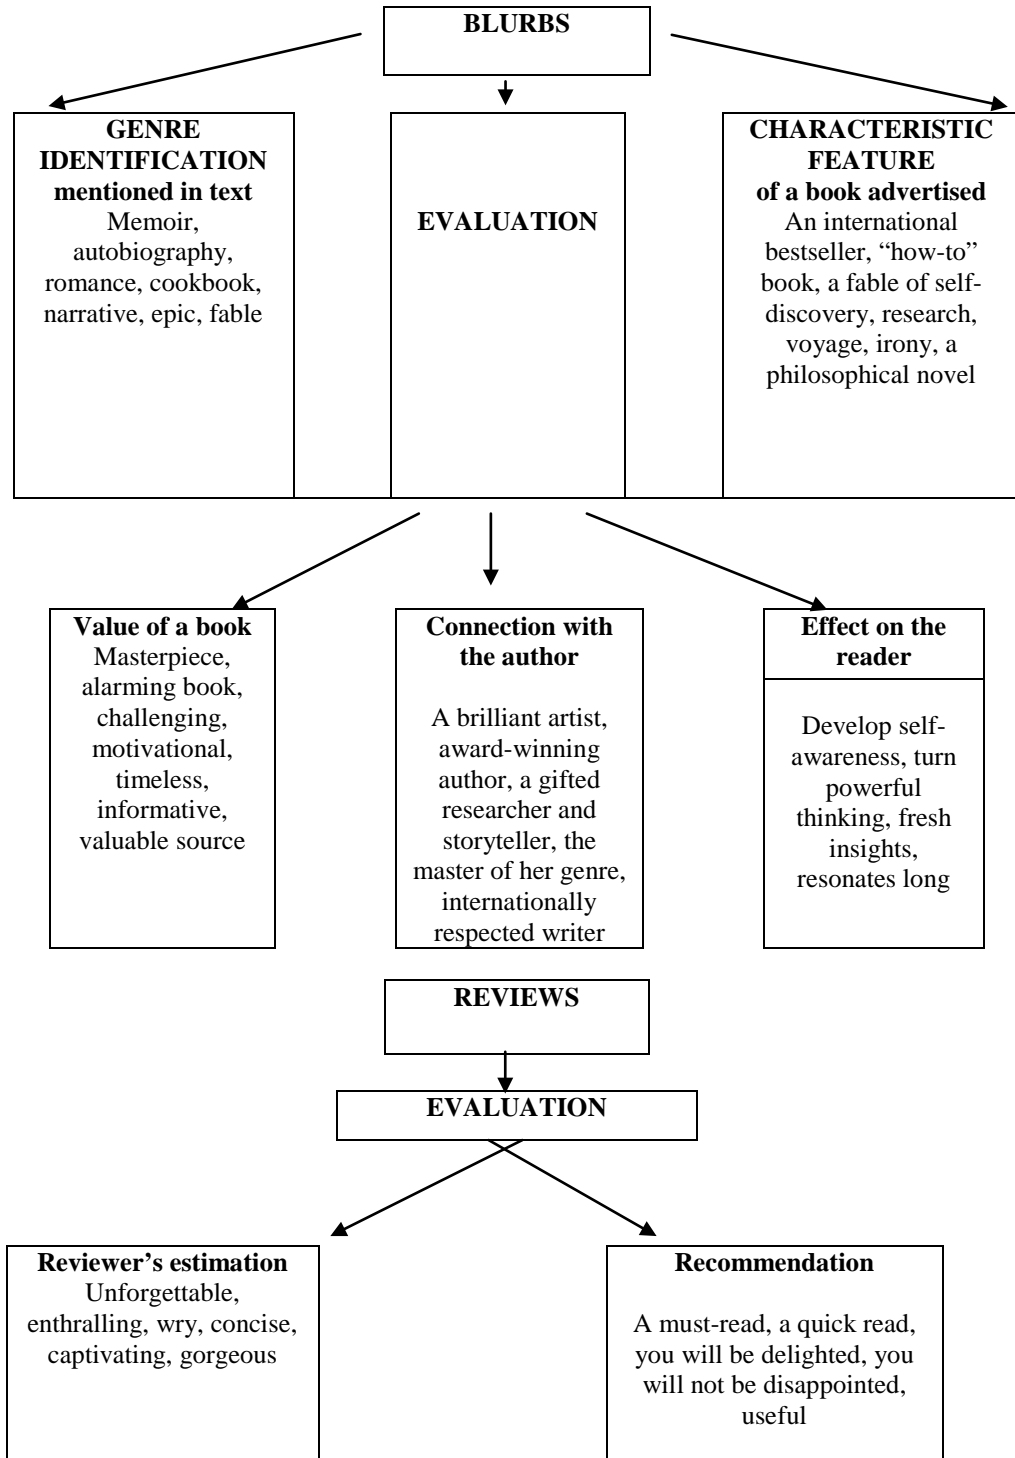 BLURBS
GENRE
IDENTIFICATION
mentioned in text
Memoir,
autobiography,
romance, cookbook,
narrative, epic, fable
EVALUATION
CHARACTERISTIC
FEATURE
of a book advertised
An international
bestseller, “how-to”
book, a fable of self-
discovery, research,
voyage, irony, a
philosophical novel
Value of a book
Masterpiece,
alarming book,
challenging,
motivational,
timeless,
informative,
valuable source
Connection with
the author
A brilliant artist,
award-winning
author, a gifted
researcher and
storyteller, the
master of her genre,
internationally
respected writer
Effect on the
reader
Develop self-
awareness, turn
powerful
thinking, fresh
insights,
resonates long
REVIEWS
EVALUATION
Reviewer’s estimation
Unforgettable,
enthralling, wry, concise,
captivating, gorgeous
Recommendation
A must-read, a quick read,
you will be delighted, you
will not be disappointed,
useful